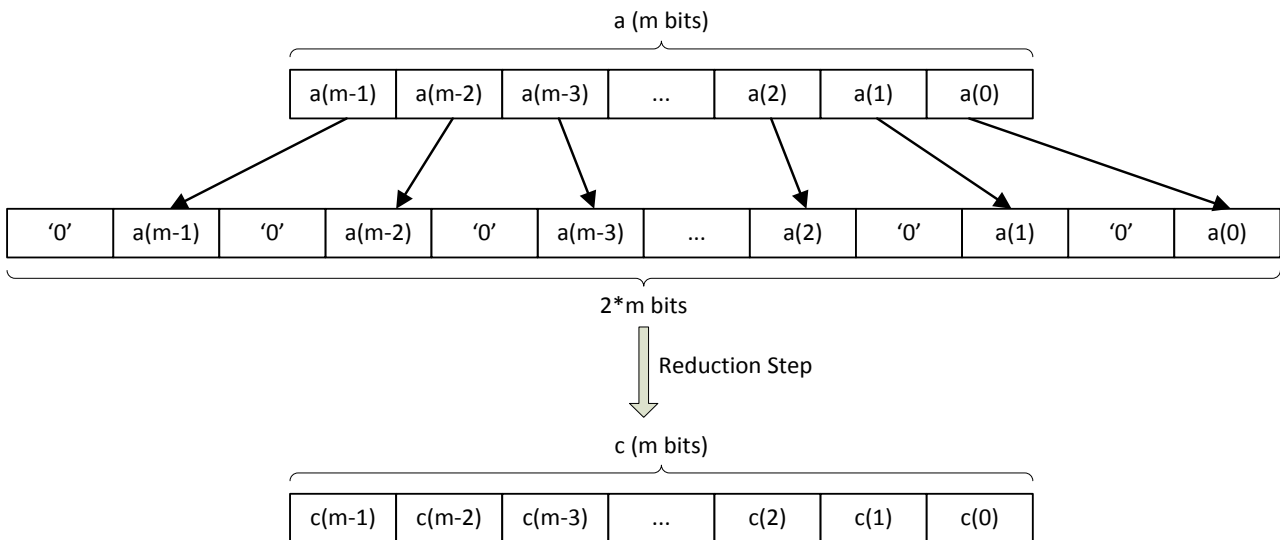 a (m bits)
a(m-1) a(m-2) a(m-3) ... a(2) a(1) a(0)
‘0’ a(m-1) ‘0’ a(m-2) ‘0’ a(m-3) ... a(2) ‘0’ a(1) ‘0’ a(0)
2*m bits
Reduction Step
c (m bits)
c(m-1) c(m-2) c(m-3) ... c(2) c(1) c(0)